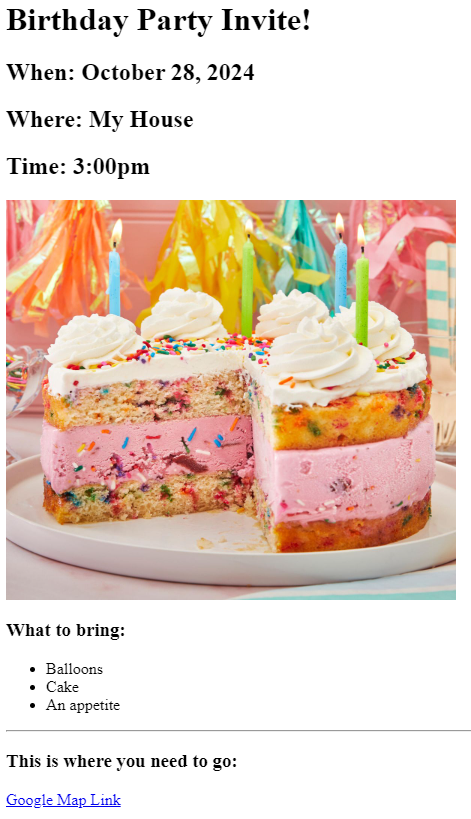 Birthday Party Invite!
When: October 28, 2024
Where: My House
Time: 3:00pm
What to bring:
Balloons
Cake
An appetite
This is where you need to go:
Google Map Link